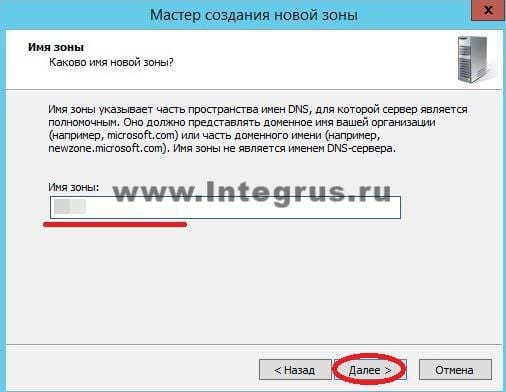 Мастер создания новой зоны
x
Имя зоны
Каково имя новой зоны?
Имя зоны указывает часть пространства имен DNS, для которой сервер является
полномочным. Оно должно представлять доменное имя вашей организации
(например, microsoft.com) или часть доменного имени (например,
newzone.com). Имя зоны не является именем DNS-сервера.
Имя зоны:
www.Integrus.ru
< Назад Далее > Отмена